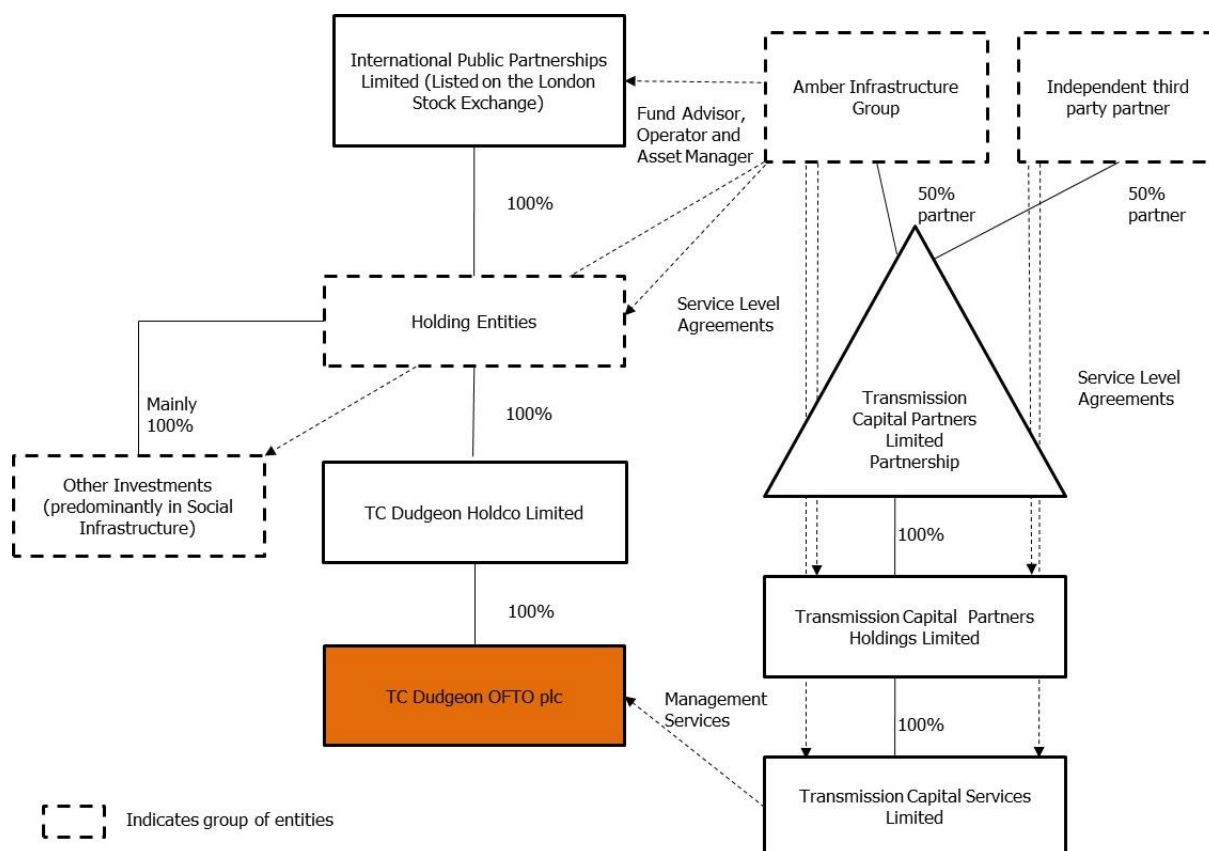 International Public Partnerships
Limited (Listed on the London
Stock Exchange)
Amber Infrastructure
Group
Independent third
party partner
Fund Advisor,
Operator and
Asset Manager
100%
50%
partner
50%
partner
Holding Entities
Service Level
Agreements
Mainly
100%
100%
Transmission
Capital Partners
Limited
Partnership
Service Level
Agreements
Other Investments
(predominantly in Social
Infrastructure)
TC Dudgeon Holdco Limited
100%
100%
Transmission Capital Partners
Holdings Limited
TC Dudgeon OFTO plc
Management
Services
100%
Transmission Capital Services
Limited
Indicates group of entities